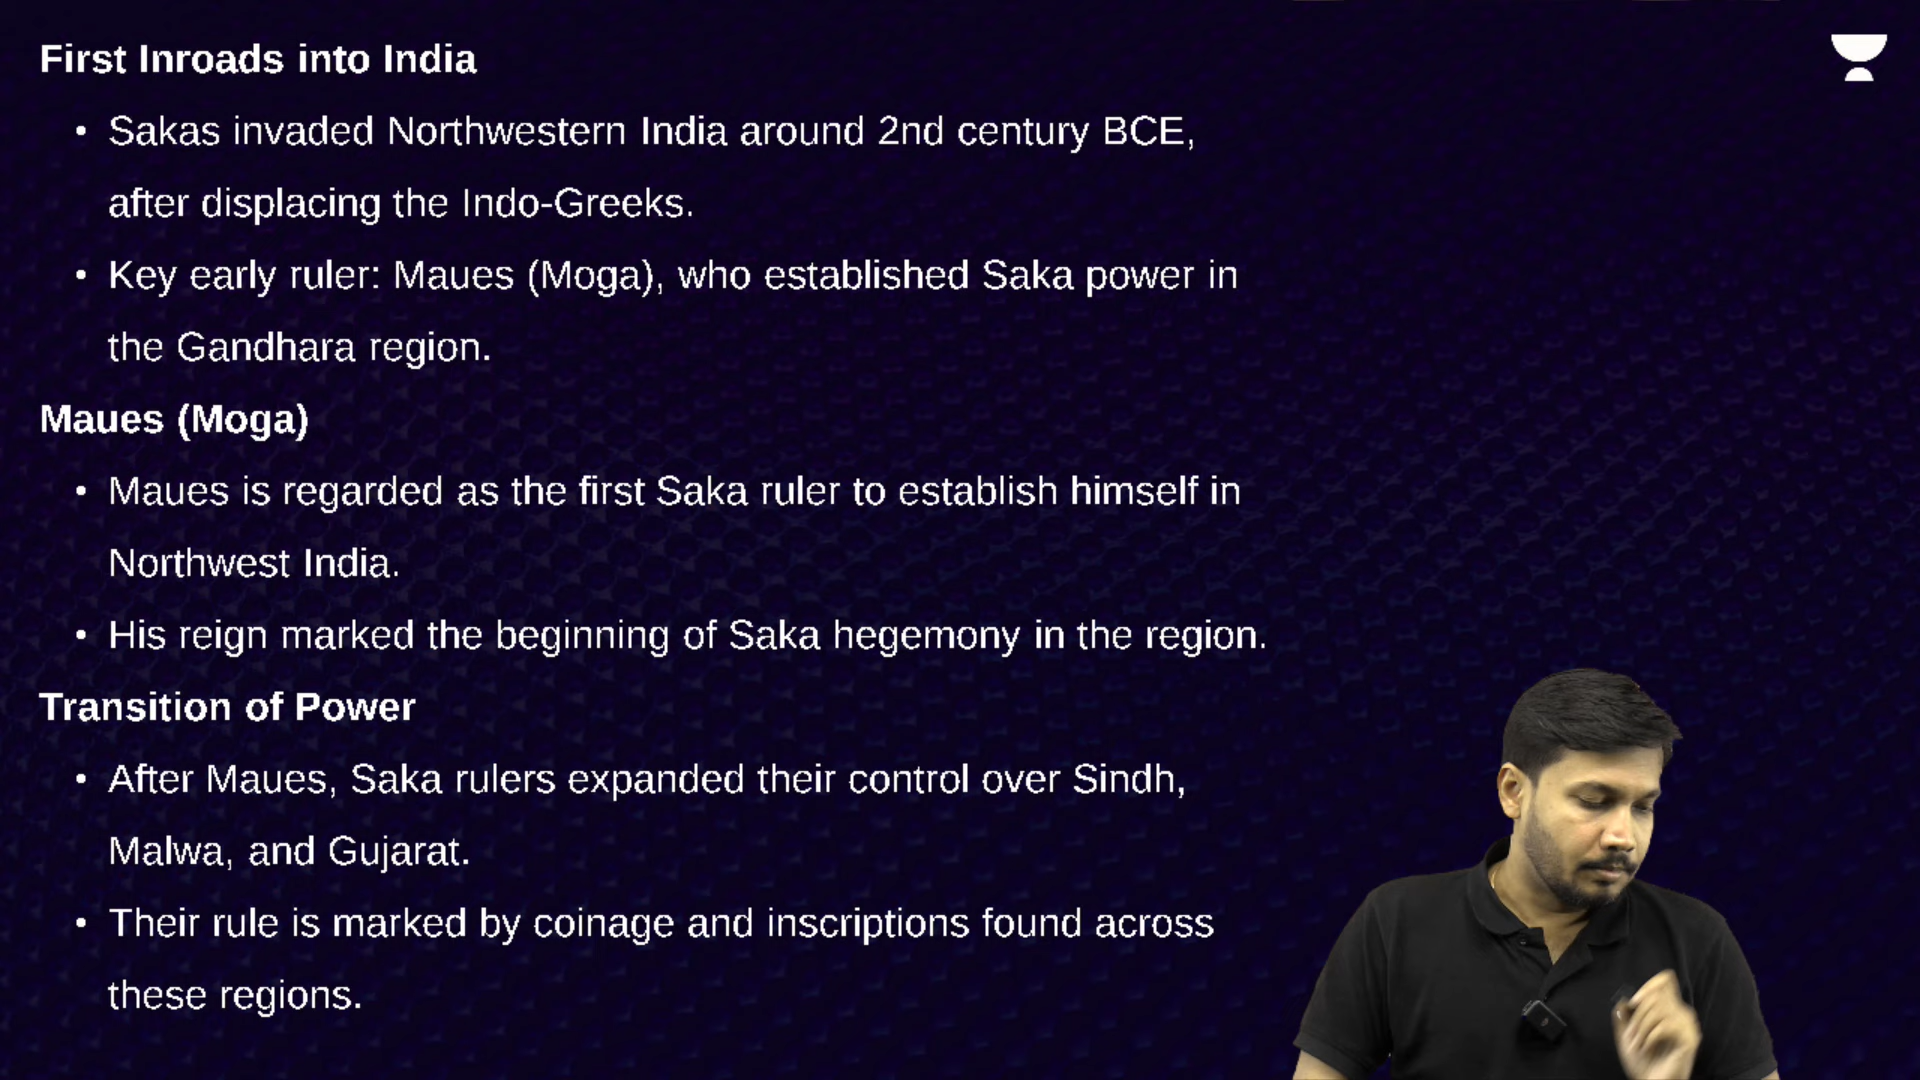 First Inroads into India
• Sakas invaded Northwestern India around 2nd century BCE,
after displacing the Indo-Greeks.
• Key early ruler: Maues (Moga), who established Saka power in
the Gandhara region.
Maues (Moga)
• Maues is regarded as the first Saka ruler to establish himself in
Northwest India.
• His reign marked the beginning of Saka hegemony in the region.
Transition of Power
• After Maues, Saka rulers expanded their control over Sindh,
Malwa, and Gujarat.
• Their rule is marked by coinage and inscriptions found across
these regions.